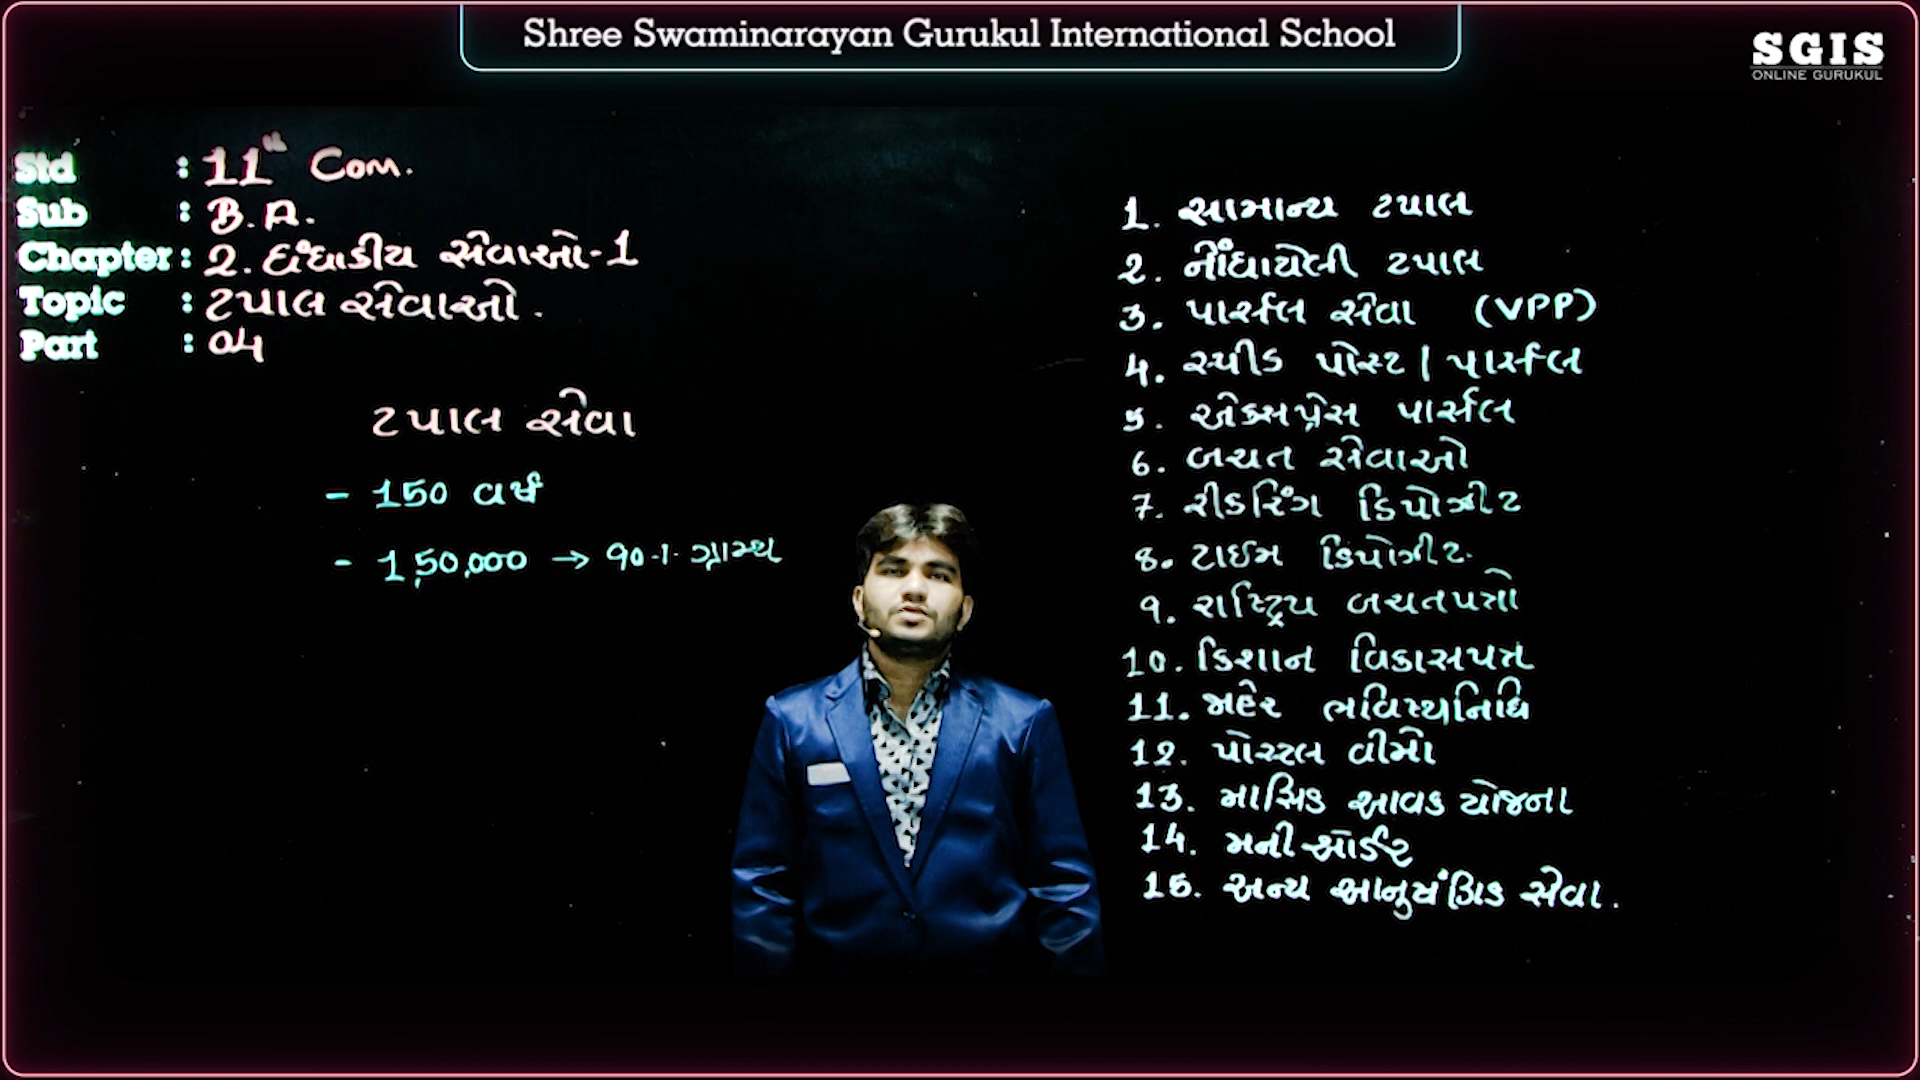 Shree Swaminarayan Gurukul International School
SGIS
ONLINE GURUKUL
Std : 11th Com.
Sub : B.A.
Chapter : 2. ધંધાકીય સેવાઓ-1
Topic : ટપાલ સેવાઓ.
Part : 04
ટપાલ સેવા
- 150 વર્ષ
- 1,50,000 → ૧૦% ગ્રામ્ય
1. સામાન્ય ટપાલ
2. નોંધાયેલી ટપાલ
3. પાર્સલ સેવા (VPP)
4. સ્પીડ પોસ્ટ | પાર્સલ
5. એક્સપ્રેસ પાર્સલ
6. બચત સેવાઓ
7. રીકરિંગ ડિપોઝીટ
8. ટાઈમ ડિપોઝીટ
9. રાષ્ટ્રિય બચતપત્રો
10. કિશાન વિકાસપત્ર
11. જાહેર ભવિષ્યનિધિ
12. પોસ્ટલ વીમો
13. માસિક આવક યોજના
14. મની ઓર્ડર
15. અન્ય આનુષંગિક સેવા.